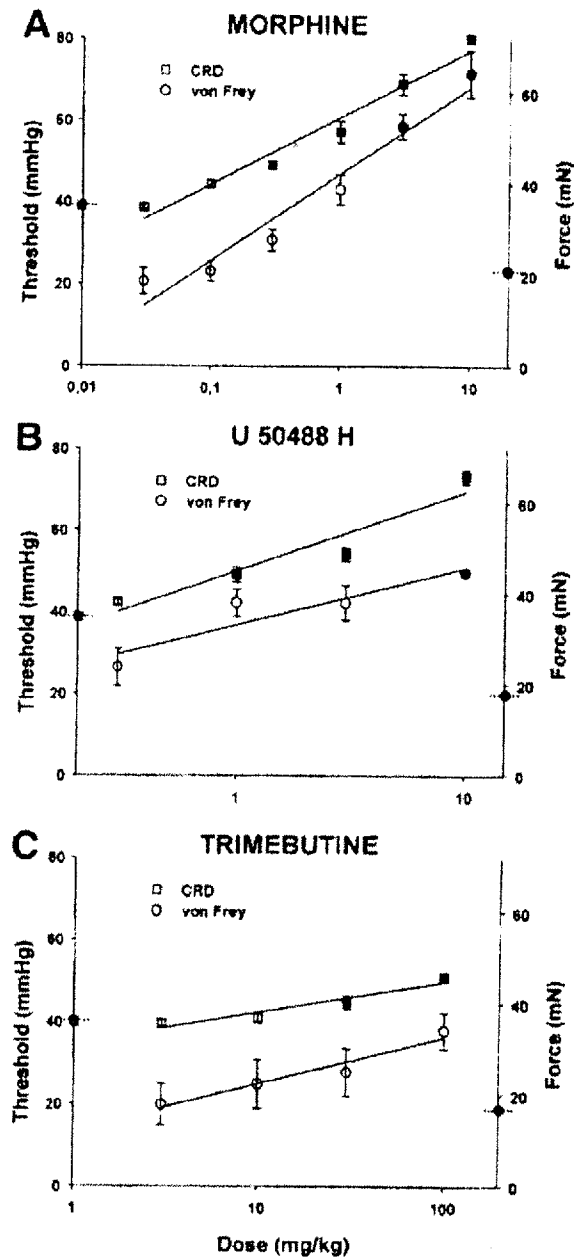 A
MORPHINE
80
CRD
von Frey
60
60
Threshold (mmHg)
40
40
Force (mN)
20
20
0
0
0,01
0,1
1
10
B
U 50488 H
80
CRD
von Frey
60
60
Threshold (mmHg)
40
40
Force (mN)
20
20
0
0
1
10
C
TRIMEBUTINE
80
CRD
von Frey
60
60
Threshold (mmHg)
40
40
Force (mN)
20
20
0
0
1
10
100
Dose (mg/kg)